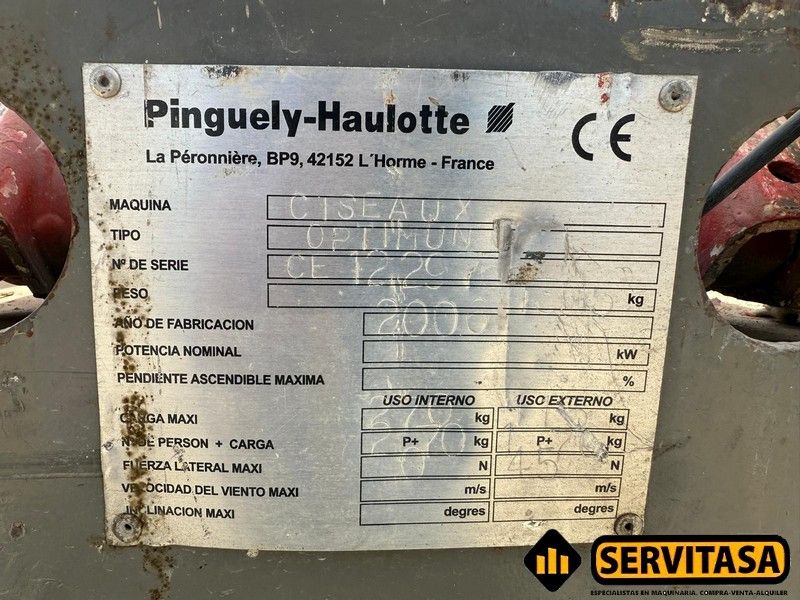 Pinguely-Haulotte
CE
La Péronnière, BP9, 42152 L´Horme - France
MAQUINA CISEAUX
TIPO OPTIMUN
Nº DE SERIE CE 12.29
PESO kg
AÑO DE FABRICACION 2006
POTENCIA NOMINAL kW
PENDIENTE ASCENDIBLE MAXIMA %
USO INTERNO USO EXTERNO
CARGA MAXI kg kg
Nº DE PERSON + CARGA P+ kg P+ kg
FUERZA LATERAL MAXI N N
VELOCIDAD DEL VIENTO MAXI m/s m/s
INCLINACION MAXI degres degres
SERVITASA
ESPECIALISTAS EN MAQUINARIA. COMPRA-VENTA-ALQUILER